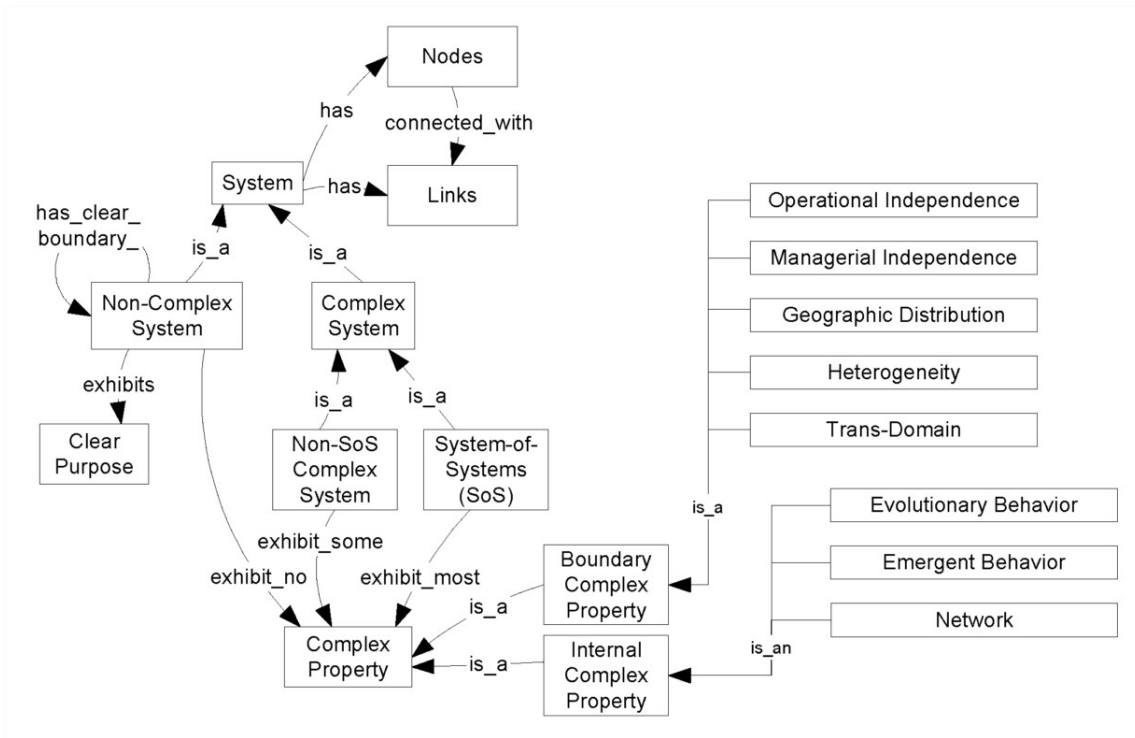 Nodes
has
connected_with
System
has
Links
has_clear_
boundary_
is_a
is_a
Non-Complex
System
Complex
System
exhibits
is_a
is_a
Clear
Purpose
Non-SoS
Complex
System
System-of-
Systems
(SoS)
exhibit_some
exhibit_no
exhibit_most
Complex
Property
is_a
is_a
Boundary
Complex
Property
Internal
Complex
Property
Operational Independence
Managerial Independence
Geographic Distribution
Heterogeneity
Trans-Domain
is_a
Evolutionary Behavior
Emergent Behavior
Network
is_an